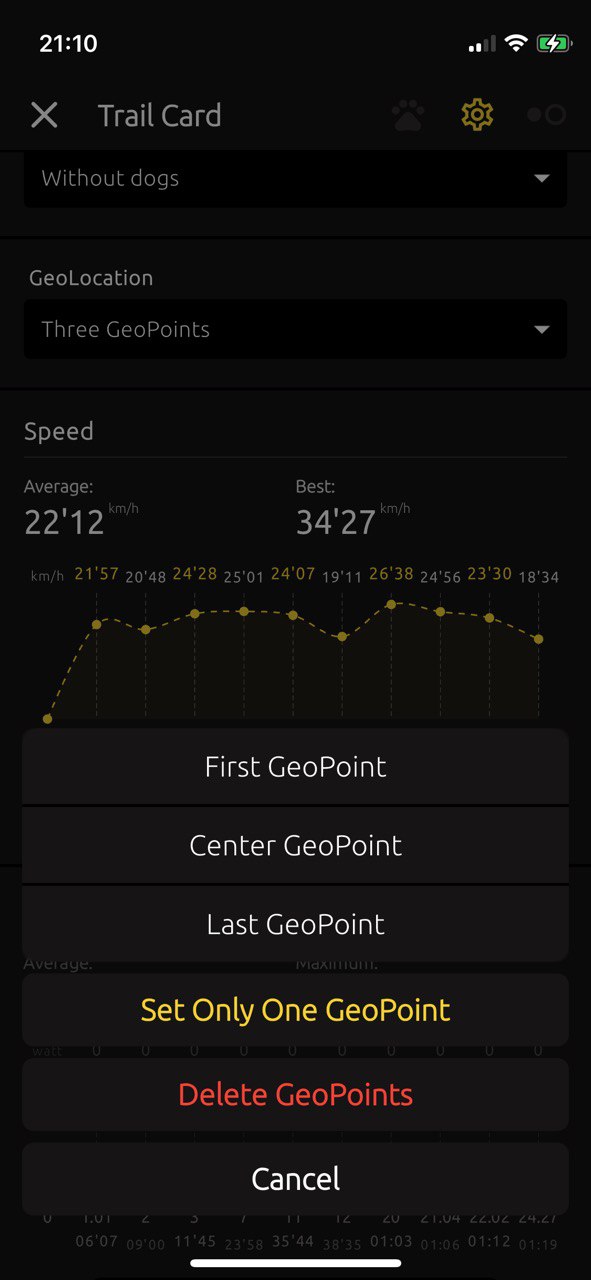 21:10
Trail Card
Without dogs
GeoLocation
Three GeoPoints
Speed
Average: Best:
22'12 km/h 34'27 km/h
km/h 21'57 20'48 24'28 25'01 24'07 19'11 26'38 24'56 23'30 18'34
First GeoPoint
Center GeoPoint
Last GeoPoint
Average: Maximum:
Set Only One GeoPoint
watt 0 0 0 0 0 0 0 0 0 0
Delete GeoPoints
Cancel
0 1.01 2 3 7 11 12 20 21.04 22.02 24.27
06'07 09'00 11'45 23'58 35'44 38'35 01:03 01:06 01:12 01:19